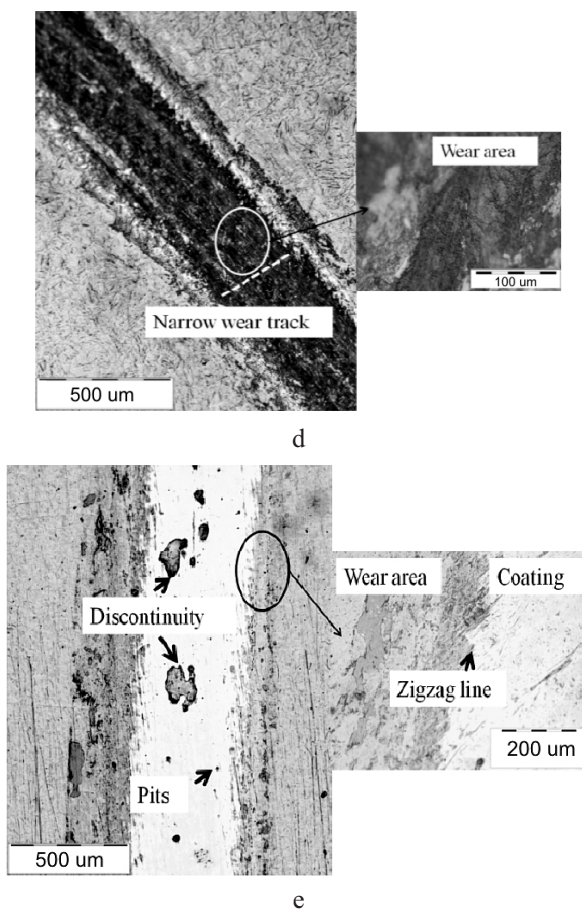 Wear area
100 um
Narrow wear track
500 um
d
Wear area
Coating
Discontinuity
Zigzag line
Pits
200 um
500 um
e